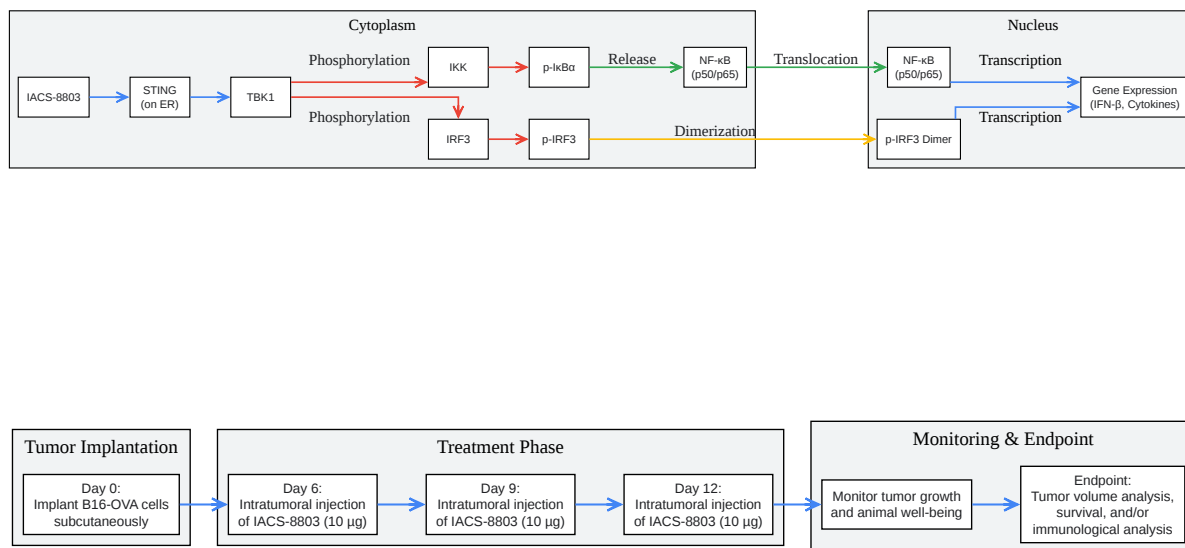 Cytoplasm
Nucleus
Phosphorylation
IKK
p-IκBα
Release
NF-κB
(p50/p65)
Translocation
NF-κB
(p50/p65)
Transcription
IACS-8803
STING
(on ER)
TBK1
Gene Expression
(IFN-β, Cytokines)
Phosphorylation
Transcription
IRF3
p-IRF3
Dimerization
p-IRF3 Dimer
Tumor Implantation
Treatment Phase
Monitoring & Endpoint
Day 0:
Implant B16-OVA cells
subcutaneously
Day 6:
Intratumoral injection
of IACS-8803 (10 µg)
Day 9:
Intratumoral injection
of IACS-8803 (10 µg)
Day 12:
Intratumoral injection
of IACS-8803 (10 µg)
Monitor tumor growth
and animal well-being
Endpoint:
Tumor volume analysis,
survival, and/or
immunological analysis